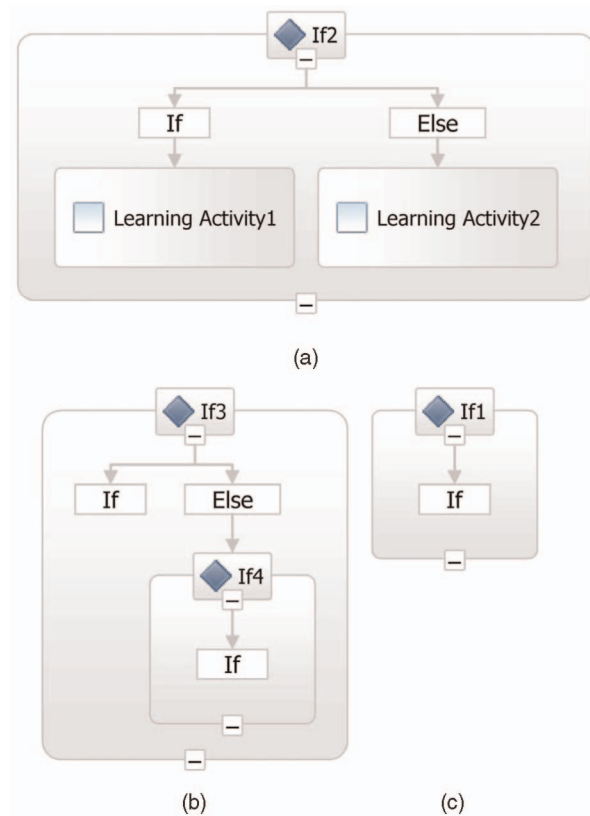 If2
If Else
Learning Activity1 Learning Activity2
(a)
If3 If1
If Else If
If4
If
(b) (c)